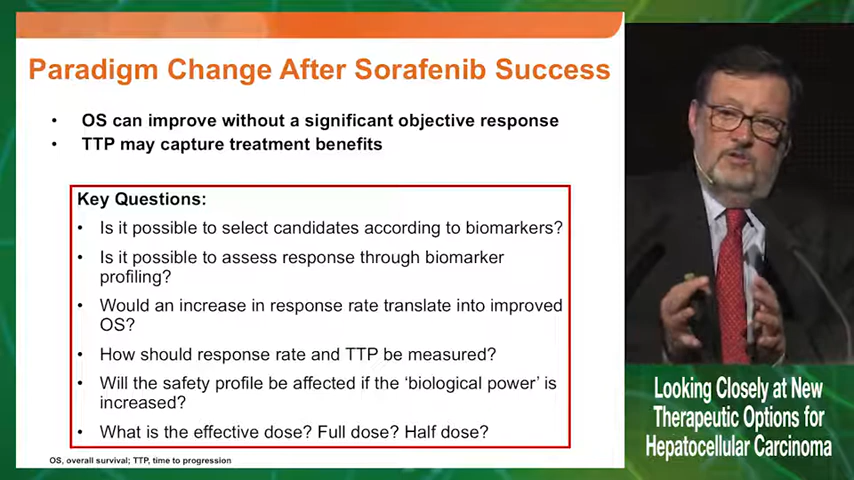 Paradigm Change After Sorafenib Success
• OS can improve without a significant objective response
• TTP may capture treatment benefits
Key Questions:
• Is it possible to select candidates according to biomarkers?
• Is it possible to assess response through biomarker
profiling?
• Would an increase in response rate translate into improved
OS?
• How should response rate and TTP be measured?
• Will the safety profile be affected if the ‘biological power’ is
increased?
• What is the effective dose? Full dose? Half dose?
OS, overall survival; TTP, time to progression
Looking Closely at New
Therapeutic Options for
Hepatocellular Carcinoma